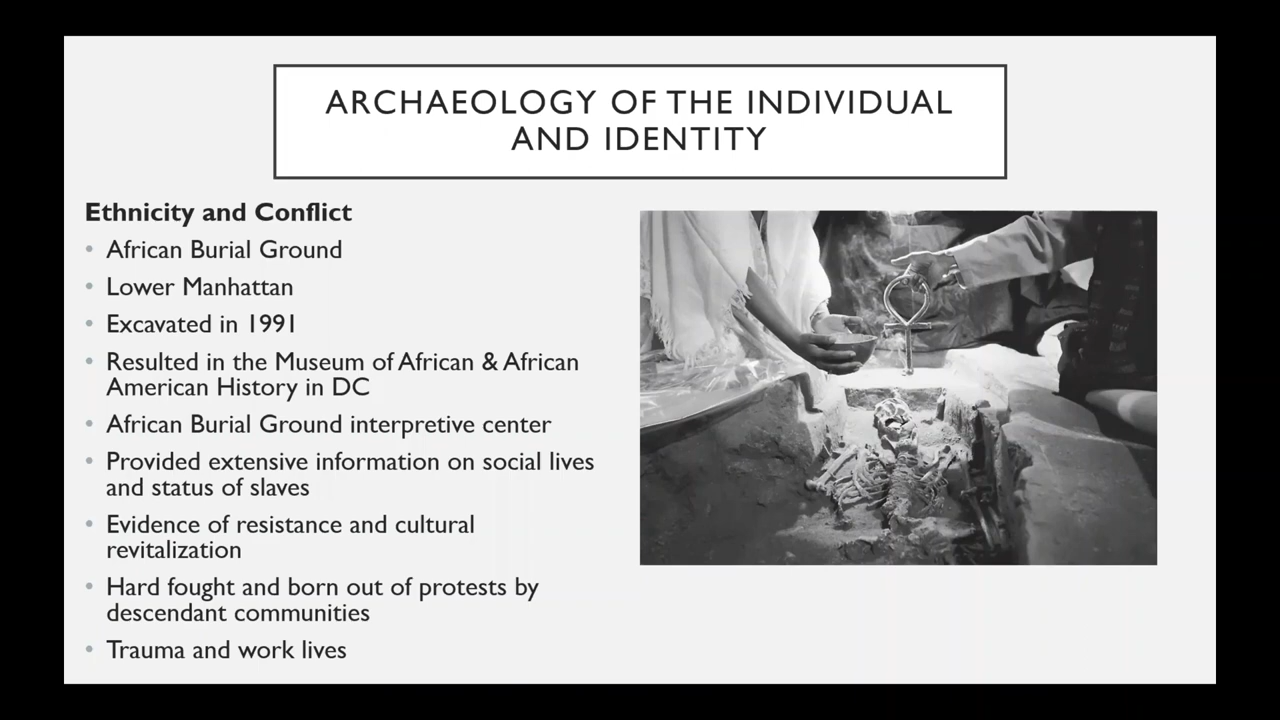 ARCHAEOLOGY OF THE INDIVIDUAL
AND IDENTITY
Ethnicity and Conflict
• African Burial Ground
• Lower Manhattan
• Excavated in 1991
• Resulted in the Museum of African & African
American History in DC
• African Burial Ground interpretive center
• Provided extensive information on social lives
and status of slaves
• Evidence of resistance and cultural
revitalization
• Hard fought and born out of protests by
descendant communities
• Trauma and work lives